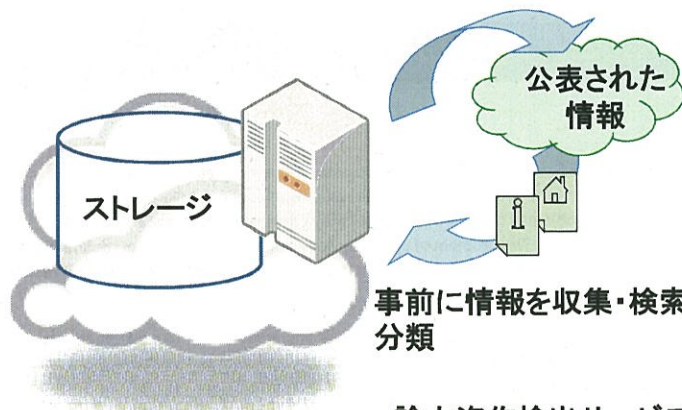 公表された
情報
ストレージ
i
事前に情報を収集・検索
分類